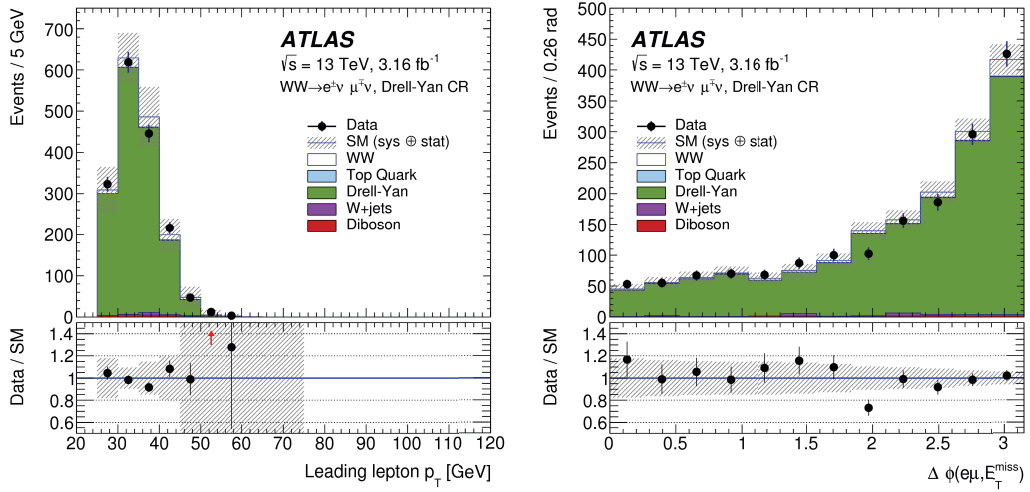 Events / 5 GeV
700
600
500
400
300
200
100
0
ATLAS
√s = 13 TeV, 3.16 fb⁻¹
WW→e±ν μ∓ν, Drell-Yan CR
Data
SM (sys ⊕ stat)
WW
Top Quark
Drell-Yan
W+jets
Diboson
Data / SM
1.4
1.2
1
0.8
0.6
20 30 40 50 60 70 80 90 100 110 120
Leading lepton p_T [GeV]
Events / 0.26 rad
500
450
400
350
300
250
200
150
100
50
0
ATLAS
√s = 13 TeV, 3.16 fb⁻¹
WW→e±ν μ∓ν, Drell-Yan CR
Data
SM (sys ⊕ stat)
WW
Top Quark
Drell-Yan
W+jets
Diboson
Data / SM
1.4
1.2
1
0.8
0.6
0 0.5 1 1.5 2 2.5 3
Δ φ(eμ,E_T^miss)